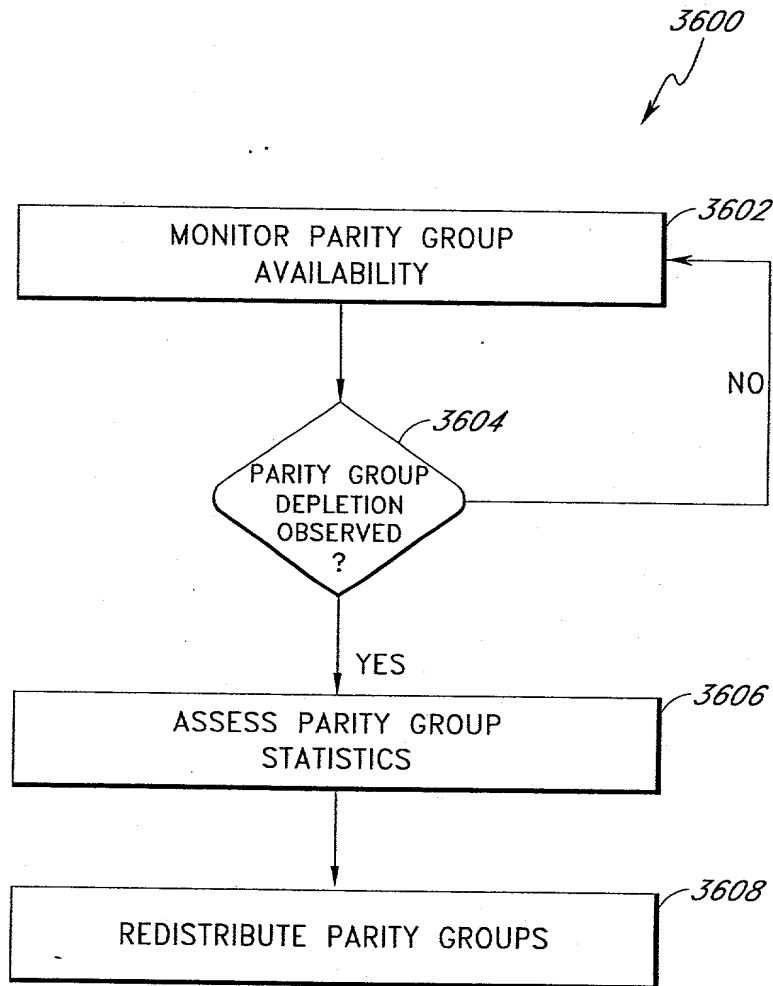 3600
3602
MONITOR PARITY GROUP
AVAILABILITY
NO
3604
PARITY GROUP
DEPLETION
OBSERVED
?
YES
3606
ASSESS PARITY GROUP
STATISTICS
3608
REDISTRIBUTE PARITY GROUPS